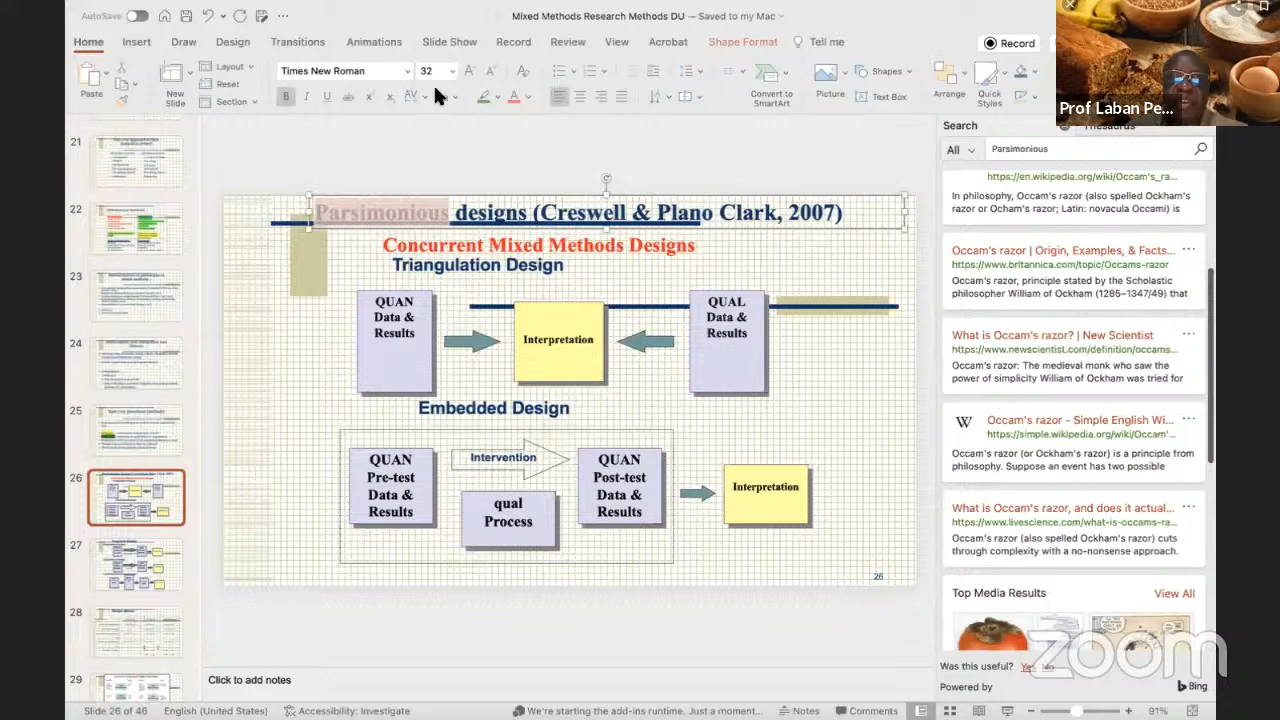 AutoSave
Mixed Methods Research Methods DU — Saved to my Mac
Home Insert Draw Design Transitions Animations Slide Show Record Review View Acrobat Shape Format Tell me
Record
Paste
New
Slide
Layout
Reset
Section
Times New Roman 32
B I U ab x x AV
Convert to
SmartArt
Picture
Shapes
Text Box
Arrange
Quick
Styles
Prof Laban Pe...
21
22
23
24
25
26
27
28
29
designs (Creswell & Plano Clark, 2007)
Concurrent Mixed Methods Designs
Triangulation Design
QUAN
Data &
Results
Interpretation
QUAL
Data &
Results
Embedded Design
QUAN
Pre-test
Data &
Results
Intervention
qual
Process
QUAN
Post-test
Data &
Results
Interpretation
26
Search
All
Parsimonious
https://en.wikipedia.org/wiki/Occam's_ra...
In philosophy, Occam's razor (also spelled Ockham's
razor or Ocham's razor; Latin: novacula Occami) is
Occam's razor | Origin, Examples, & Facts...
https://www.britannica.com/topic/Occams-razor
Occam's razor, principle stated by the Scholastic
philosopher William of Ockham (1285–1347/49) that
What is Occam's razor? | New Scientist
https://www.newscientist.com/definition/occams...
Occam's razor: The medieval monk who saw the
power of simplicity William of Ockham was tried for
W
Occam's razor - Simple English Wi...
https://simple.wikipedia.org/wiki/Occam'...
Occam's razor (or Ockham's razor) is a principle from
philosophy. Suppose an event has two possible
What is Occam's razor, and does it actual...
https://www.livescience.com/what-is-occams-ra...
Occam's razor (also spelled Ockham's razor) cuts
through complexity with a no-nonsense approach.
Top Media Results
View All
zoom
Was this useful? Yes No
Powered by
Bing
Click to add notes
Slide 26 of 46 English (United States) Accessibility: Investigate We're starting the add-ins runtime. Just a moment... Notes Comments 91%